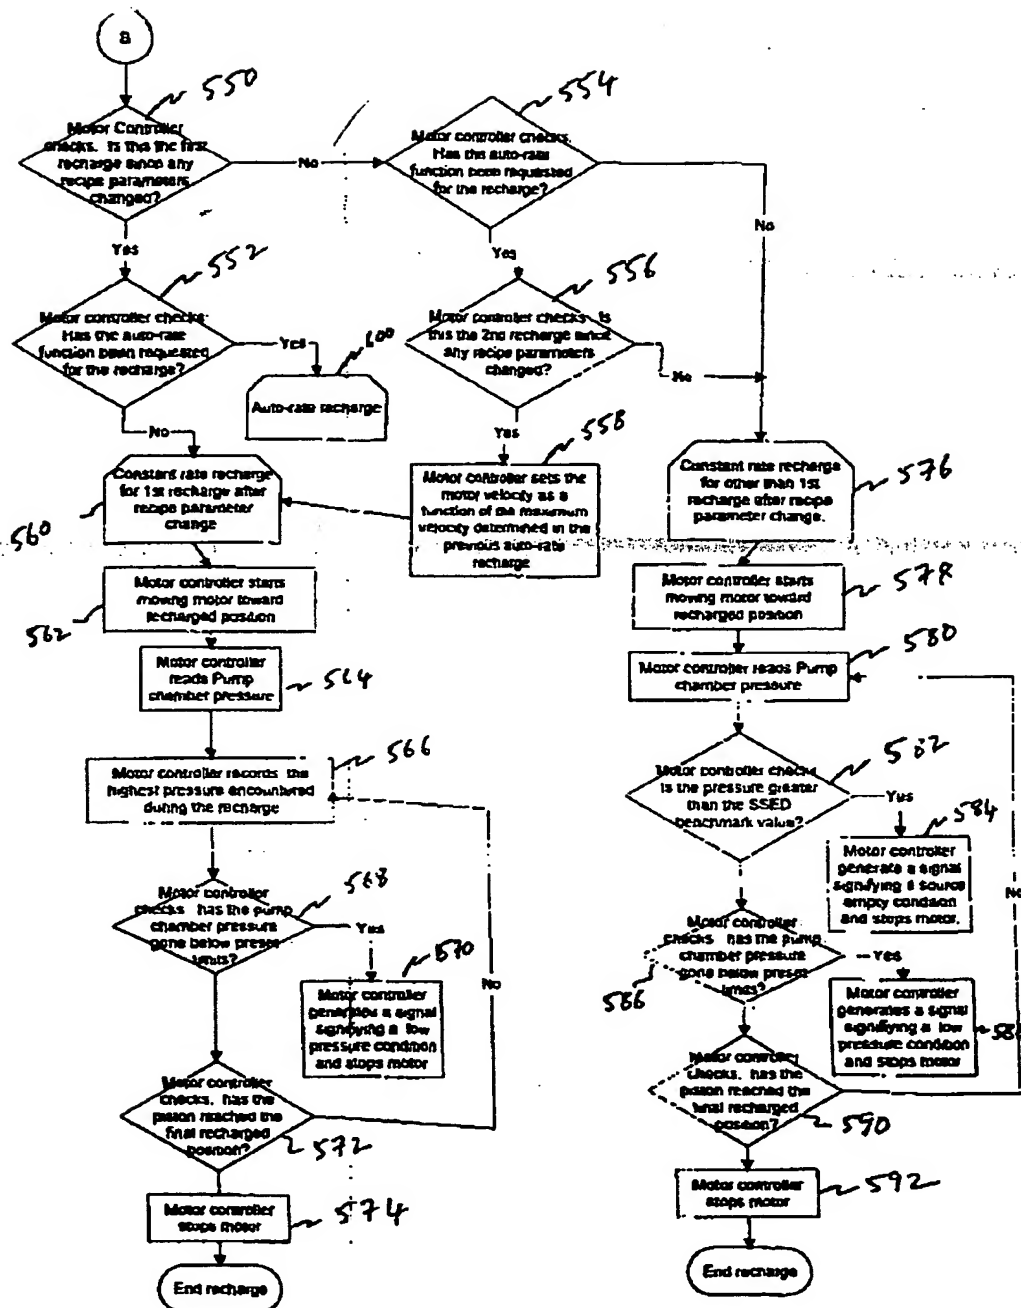 B
550
Motor Controller
checks. Is this the first
recharge since any
recipe parameters
changed?
No
554
Motor controller checks.
Has the auto-rate
function been requested
for the recharge?
No
Yes
552
Motor controller checks
Has the auto-rate
function been requested
for the recharge?
Yes
600
Auto-rate recharge
Yes
556
Motor controller checks. Is
this the 2nd recharge since
any recipe parameters
changed?
No
No
560
Constant rate recharge
for 1st recharge after
recipe parameter
change
Yes
558
Motor controller sets the
motor velocity as a
function of the maximum
velocity determined in the
previous auto-rate
recharge
Constant rate recharge
for other than 1st
recharge after recipe
parameter change.
576
562
Motor controller starts
moving motor toward
recharged position
Motor controller starts
moving motor toward
recharged position
578
Motor controller
reads Pump
chamber pressure
564
Motor controller reads Pump
chamber pressure
580
Motor controller records the
highest pressure encountered
during the recharge
566
Motor controller checks
is the pressure greater
than the SSED
benchmark value?
582
Yes
584
Motor controller
generate a signal
signifying a source
empty condition
and stops motor.
No
Motor controller
checks has the pump
chamber pressure
gone below preset
limits?
568
Yes
570
Motor controller
generates a signal
signifying a low
pressure condition
and stops motor
No
Motor controller
checks has the pump
chamber pressure
gone below preset
limits?
586
Yes
Motor controller
generates a signal
signifying a low
pressure condition
and stops motor
Motor controller
checks. has the
piston reached the
final recharged
position?
572
Motor controller
checks. has the
piston reached the
final recharged
position?
590
Motor controller
stops motor
574
Motor controller
stops motor
592
End recharge
End recharge